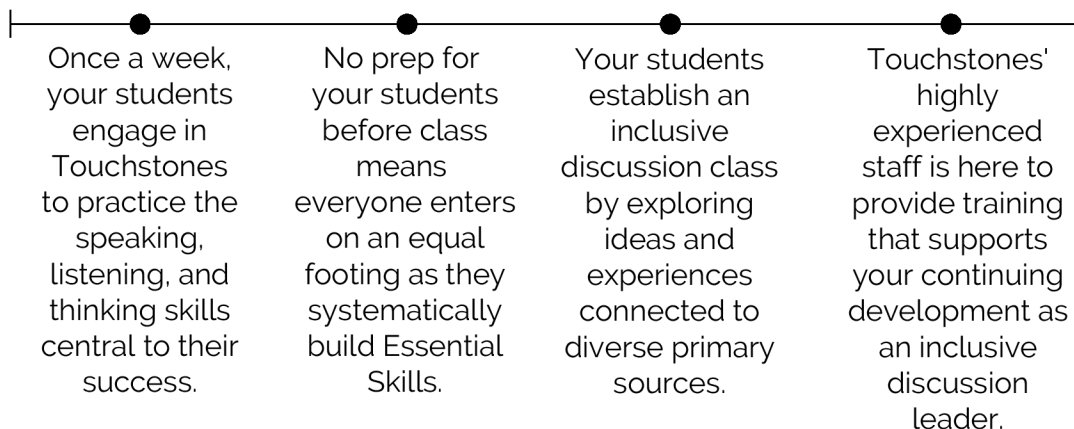 Once a week,
your students
engage in
Touchstones
to practice the
speaking,
listening, and
thinking skills
central to their
success.
No prep for
your students
before class
means
everyone enters
on an equal
footing as they
systematically
build Essential
Skills.
Your students
establish an
inclusive
discussion class
by exploring
ideas and
experiences
connected to
diverse primary
sources.
Touchstones'
highly
experienced
staff is here to
provide training
that supports
your continuing
development as
an inclusive
discussion
leader.